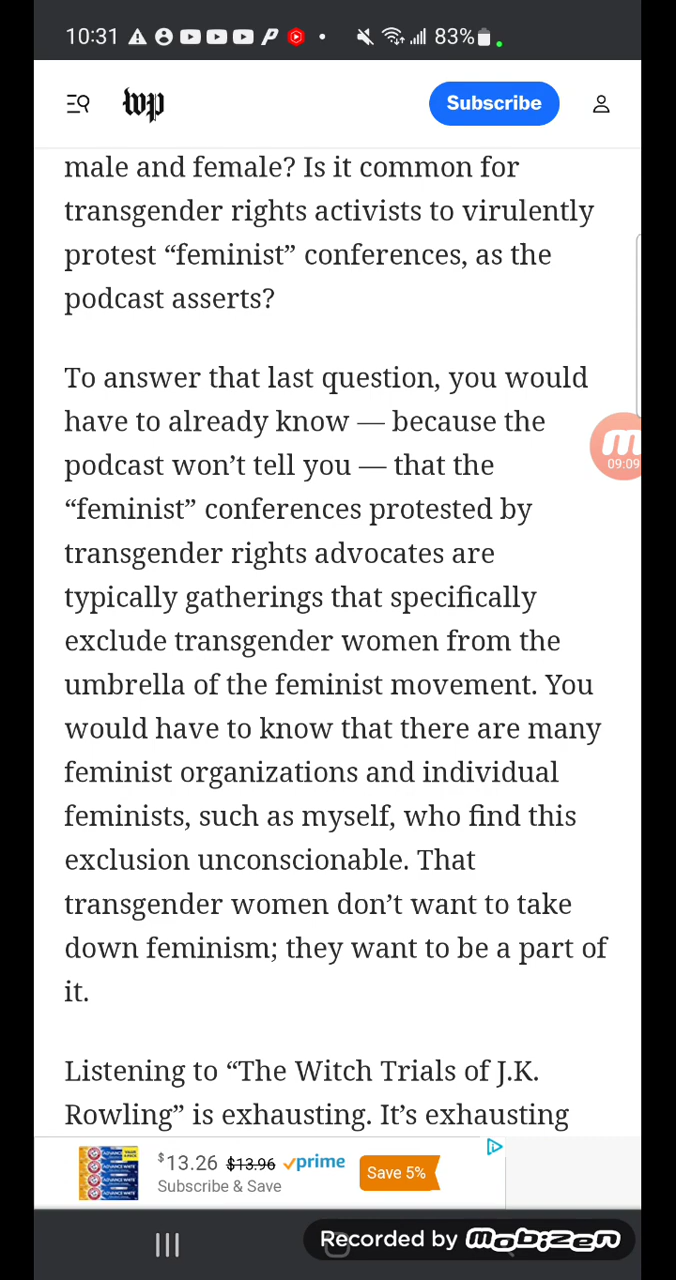 10:31 83%
wp Subscribe
male and female? Is it common for
transgender rights activists to virulently
protest “feminist” conferences, as the
podcast asserts?
To answer that last question, you would
have to already know — because the
podcast won’t tell you — that the
“feminist” conferences protested by
transgender rights advocates are
typically gatherings that specifically
exclude transgender women from the
umbrella of the feminist movement. You
would have to know that there are many
feminist organizations and individual
feminists, such as myself, who find this
exclusion unconscionable. That
transgender women don’t want to take
down feminism; they want to be a part of
it.
Listening to “The Witch Trials of J.K.
Rowling” is exhausting. It’s exhausting
09:09
$13.26 $13.96 prime
Subscribe & Save
Save 5%
Recorded by mobizen